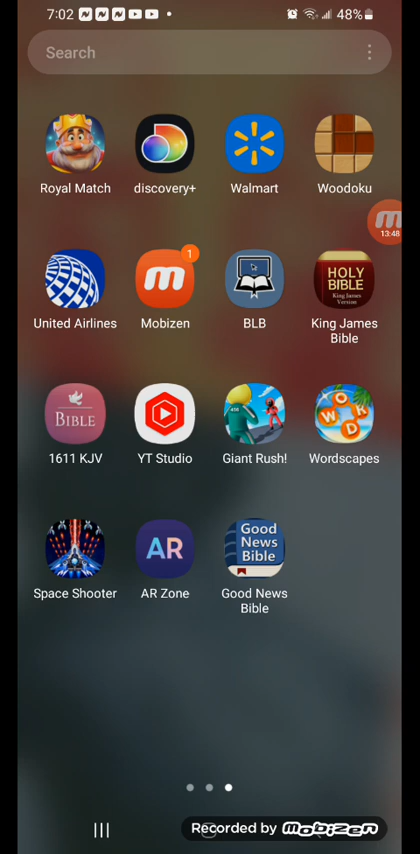 7:02
48%
Search
Royal Match
discovery+
Walmart
Woodoku
13:48
United Airlines
Mobizen
1
BLB
HOLY
BIBLE
King James
Version
King James
Bible
BIBLE
1611 KJV
YT Studio
456
Giant Rush!
WORD
Wordscapes
Space Shooter
AR
AR Zone
Good
News
Bible
Good News
Bible
Recorded by mobizen